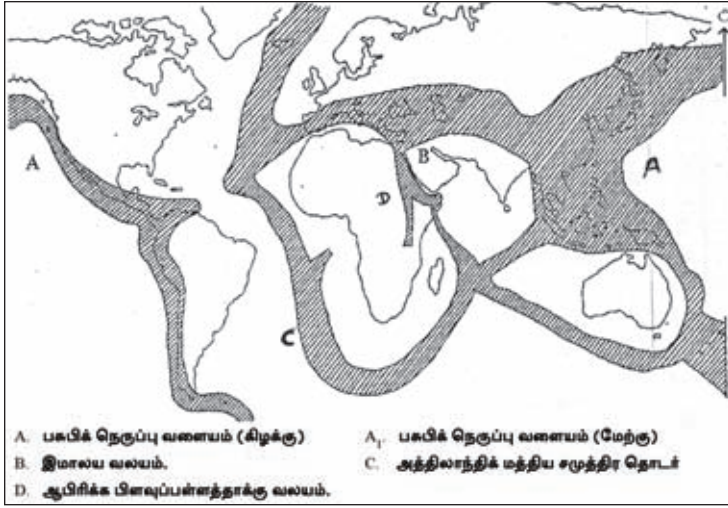 A
B
A
D
C
A. பசுபிக் நெருப்பு வளையம் (கிழக்கு)
A₁. பசுபிக் நெருப்பு வளையம் (மேற்கு)
B. இமாலய வலயம்.
C. அத்திலாந்திக் மத்திய சமுத்திர தொடர்
D. ஆபிரிக்க பிளவுப்பள்ளத்தாக்கு வலயம்.